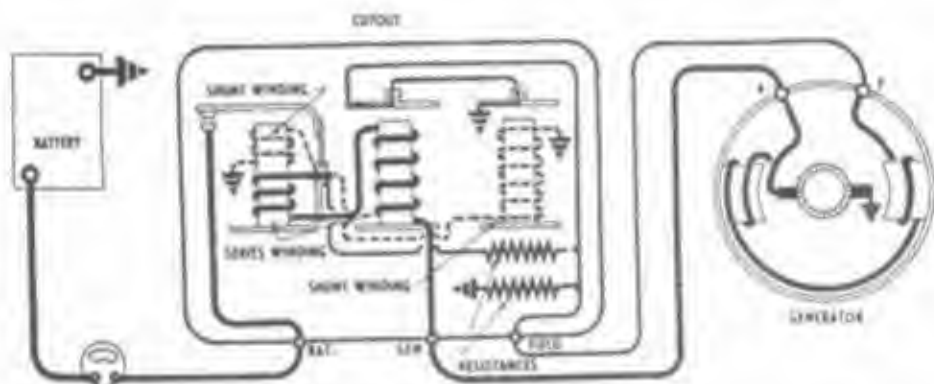 CUTOUT
SHUNT WINDING
BATTERY
A
F
SERIES WINDING
SHUNT WINDING
GENERATOR
BAT.
GEN
FIELD
RESISTANCES